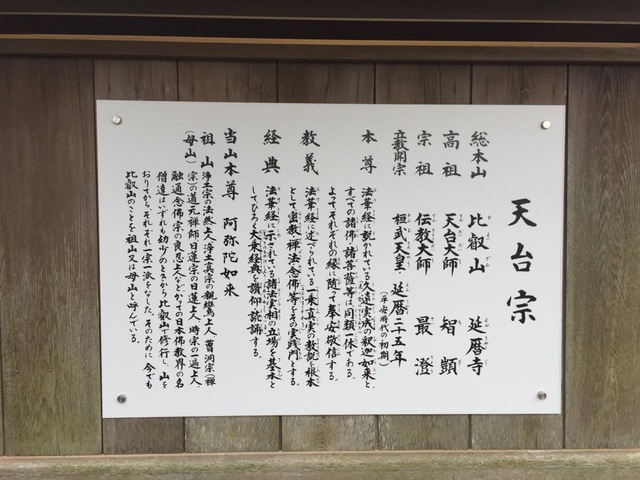 天台宗
総本山 比叡山 延暦寺
高祖 天台大師 智顗
宗祖 伝教大師 最澄
立教開宗 桓武天皇・延暦二十五年
(平安時代の初期)
本尊 法華経に説かれている久遠実成の釈迦如来と、
すべての諸佛・諸菩薩等は、同類一体である。
よってそれぞれの縁に随って奉安敬信する。
教義 法華経に述べられている一乗真実の教説を根本
として密教・禅法・念佛等をその実践門とする。
経典 法華経に示されている諸法実相の立場を基本と
してひろく大乗経典を讃仰・読誦する。
当山本尊 阿弥陀如来
祖山 浄土宗の法然上人、浄土真宗の親鸞上人、曹洞宗(禅
(母山) 宗)の道元禅師、日蓮宗の日蓮上人、時宗の一遍上人、
融通念佛宗の良忍上人など、かつての日本佛教界の名
僧達はいずれも幼少のときから比叡山で修行し、山を
おりてから、それぞれ一宗一派をなした。そのために、今でも
比叡山のことを祖山又は母山と呼んでいる。